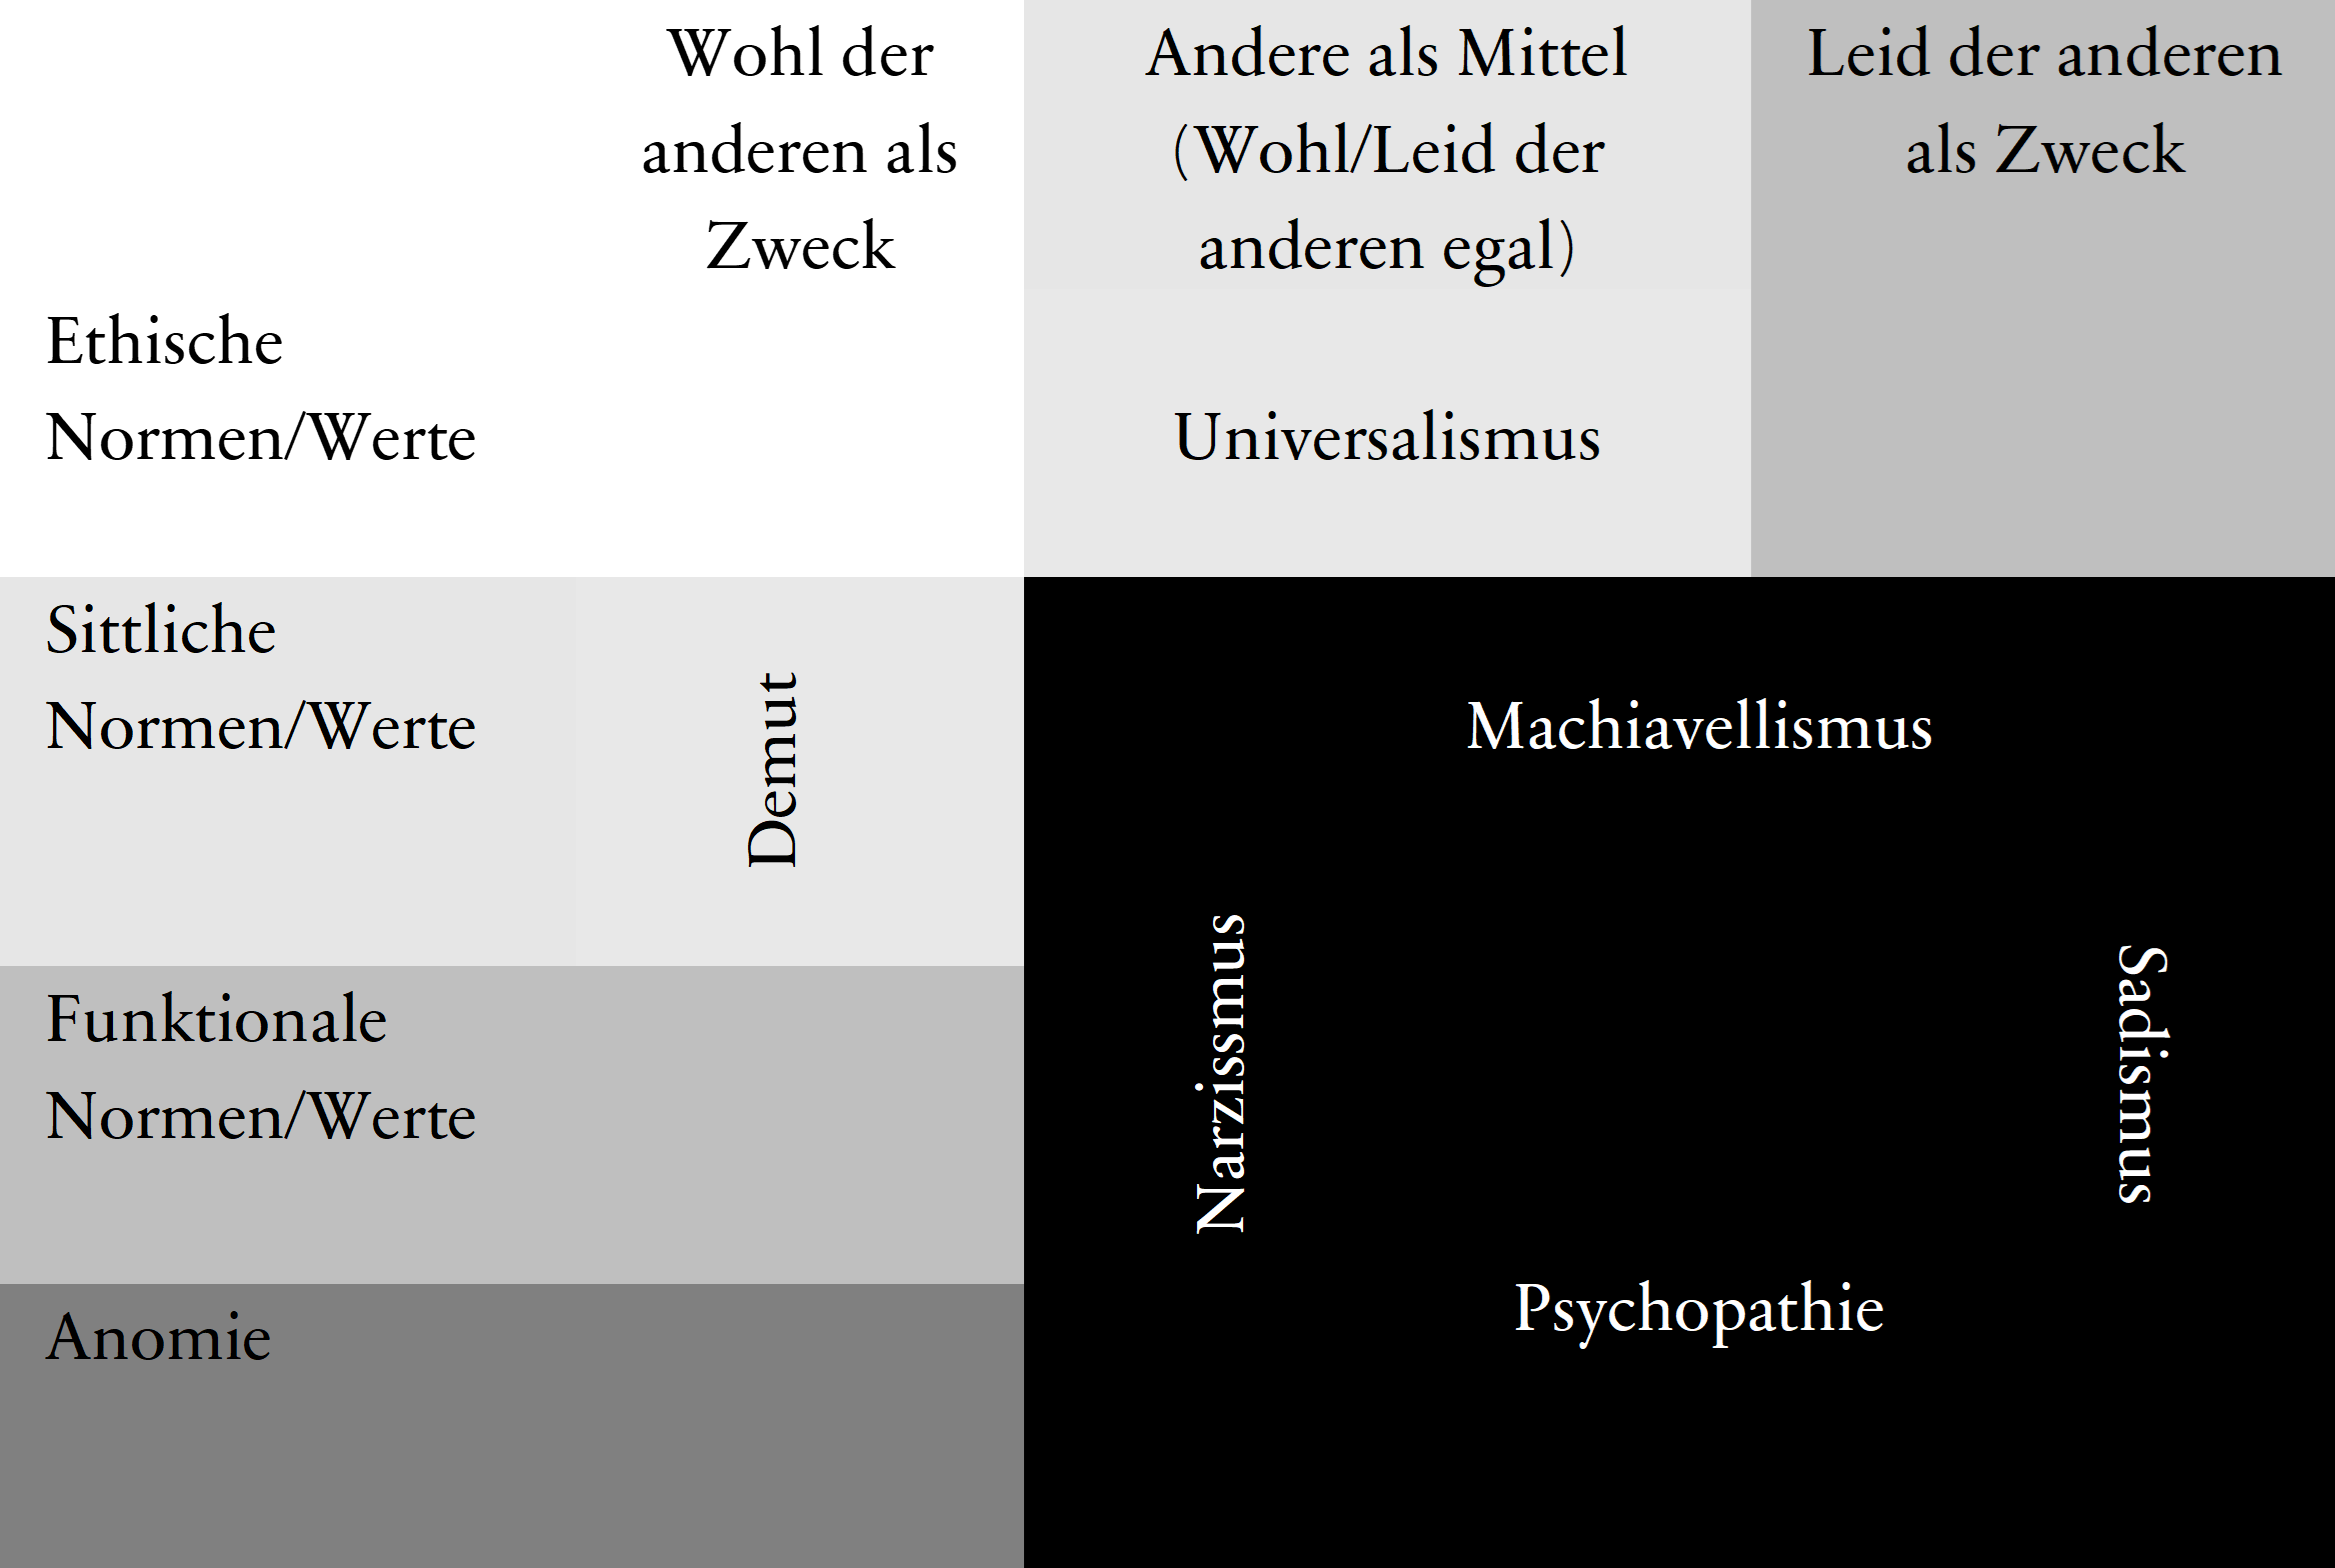 Wohl der
anderen als
Zweck
Andere als Mittel
(Wohl/Leid der
anderen egal)
Leid der anderen
als Zweck
Ethische
Normen/Werte
Universalismus
Sittliche
Normen/Werte
Demut
Machiavellismus
Narzissmus
Sadismus
Funktionale
Normen/Werte
Psychopathie
Anomie